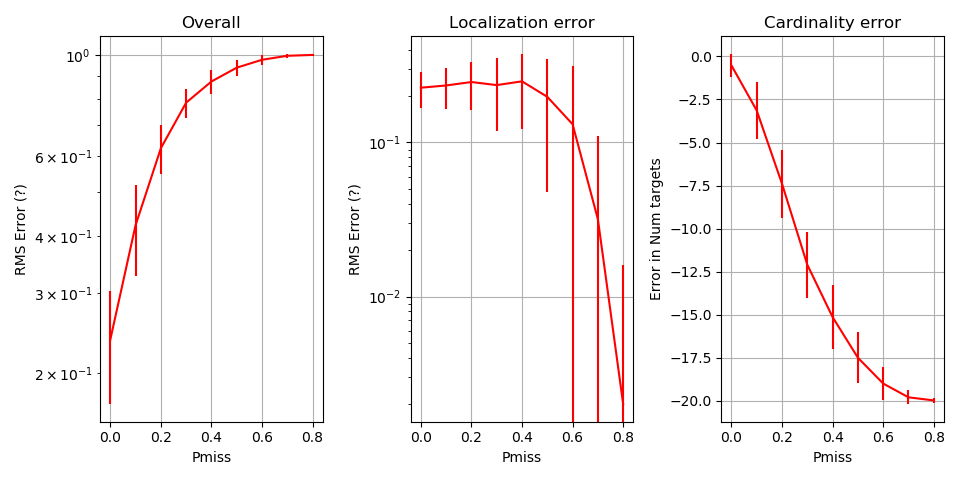 Overall
10⁰
6 × 10⁻¹
4 × 10⁻¹
3 × 10⁻¹
2 × 10⁻¹
RMS Error (?)
0.0 0.2 0.4 0.6 0.8
Pmiss
Localization error
10⁻¹
10⁻²
RMS Error (?)
0.0 0.2 0.4 0.6 0.8
Pmiss
Cardinality error
0.0
−2.5
−5.0
−7.5
−10.0
−12.5
−15.0
−17.5
−20.0
Error in Num targets
0.0 0.2 0.4 0.6 0.8
Pmiss